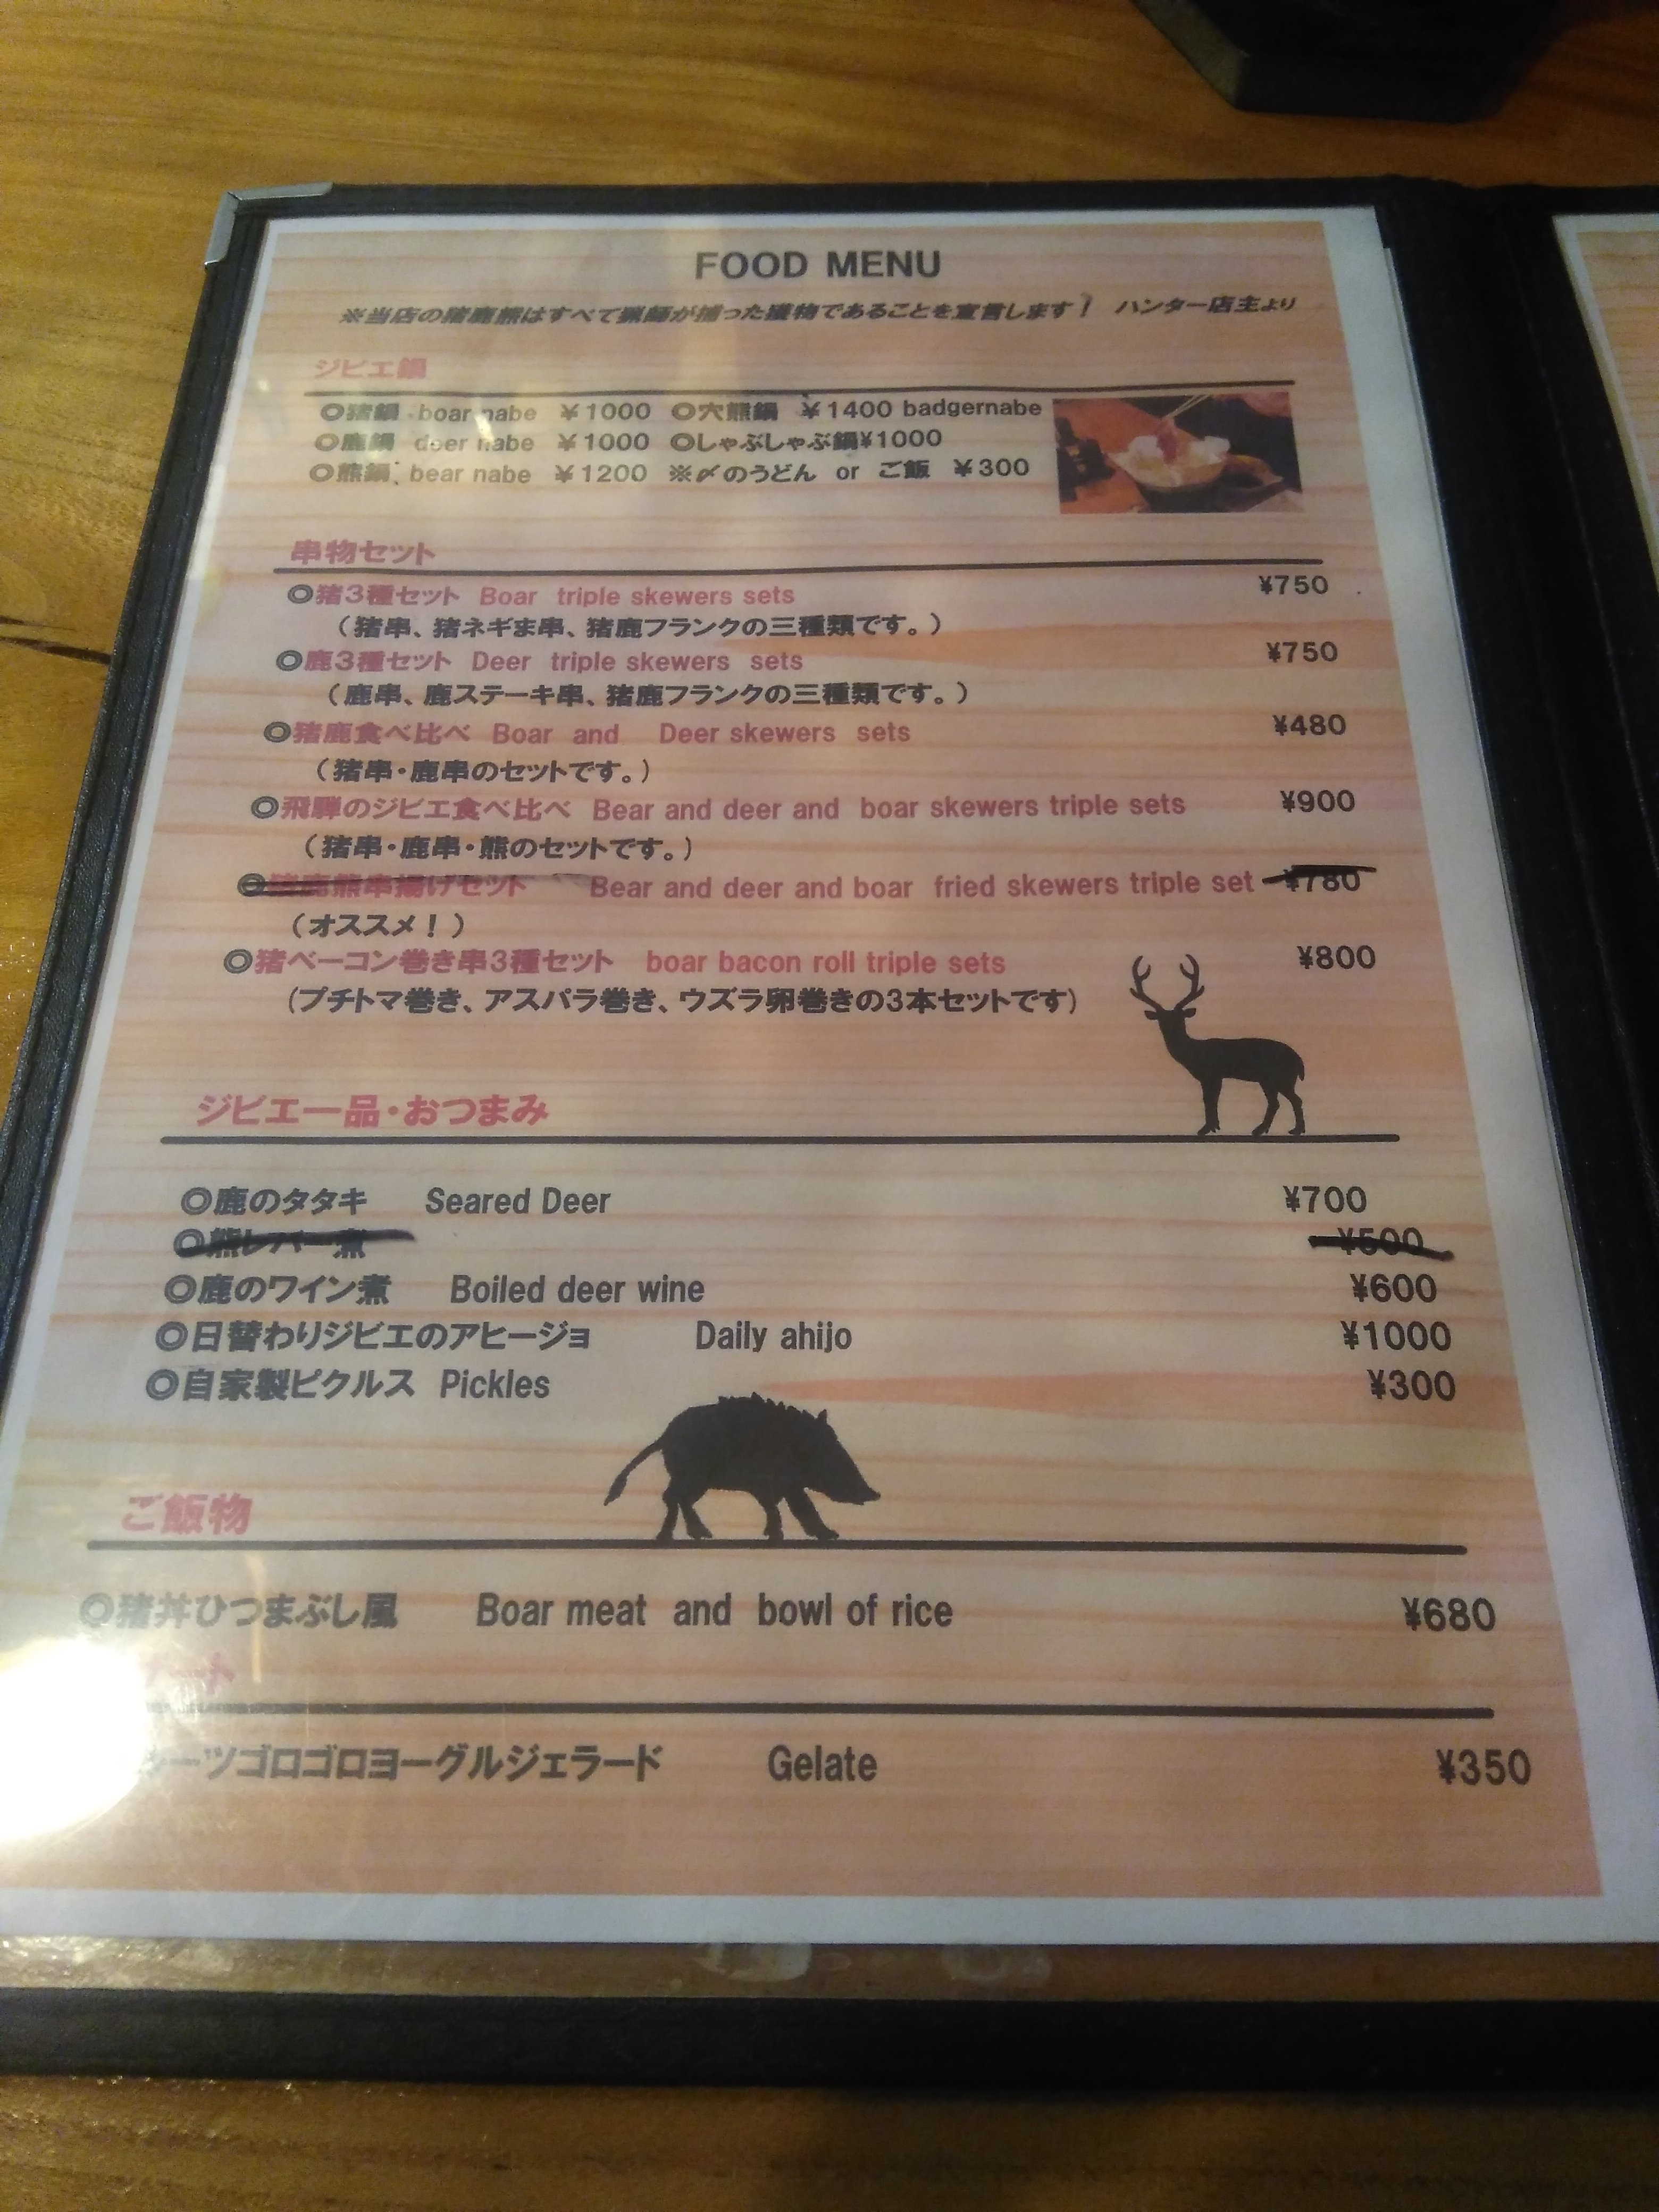 FOOD MENU
※当店の猪鹿熊はすべて猟師が捕った獲物であることを宣言します！ ハンター店主より
ジビエ鍋
◎猪鍋 boar nabe ¥1000 ◎穴熊鍋 ¥1400 badgernabe
◎鹿鍋 deer nabe ¥1000 ◎しゃぶしゃぶ鍋¥1000
◎熊鍋 bear nabe ¥1200 ※〆のうどん or ご飯 ¥300
串物セット
◎猪3種セット Boar triple skewers sets ¥750
（猪串、猪ネギま串、猪鹿フランクの三種類です。）
◎鹿3種セット Deer triple skewers sets ¥750
（鹿串、鹿ステーキ串、猪鹿フランクの三種類です。）
◎猪鹿食べ比べ Boar and Deer skewers sets ¥480
（猪串・鹿串のセットです。）
◎飛騨のジビエ食べ比べ Bear and deer and boar skewers triple sets ¥900
（猪串・鹿串・熊のセットです。）
◎猪鹿熊串揚げセット Bear and deer and boar fried skewers triple set ¥780
（オススメ！）
◎猪ベーコン巻き串3種セット boar bacon roll triple sets ¥800
(プチトマ巻き、アスパラ巻き、ウズラ卵巻きの3本セットです)
ジビエ一品・おつまみ
◎鹿のタタキ Seared Deer ¥700
◎熊レバー煮 ¥500
◎鹿のワイン煮 Boiled deer wine ¥600
◎日替わりジビエのアヒージョ Daily ahijo ¥1000
◎自家製ピクルス Pickles ¥300
ご飯物
◎猪丼ひつまぶし風 Boar meat and bowl of rice ¥680
ーツゴロゴロヨーグルジェラード Gelate ¥350